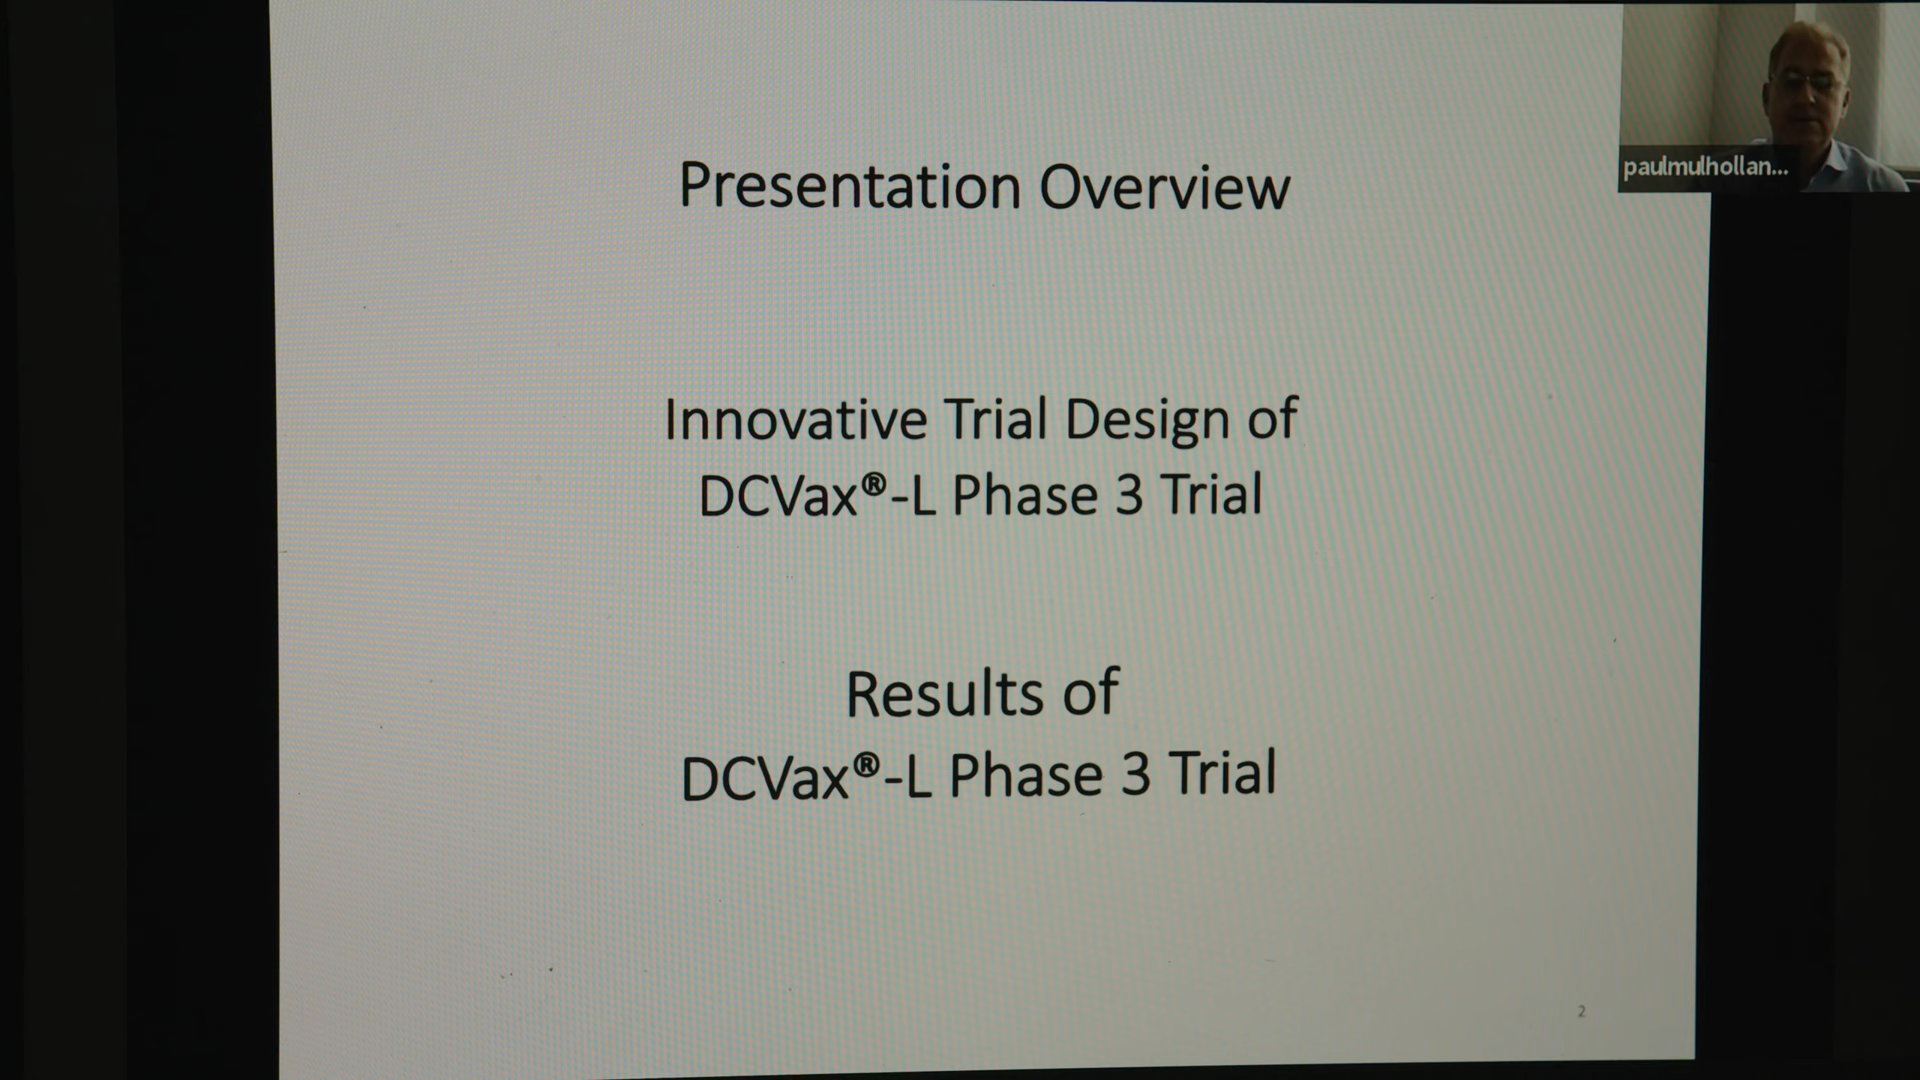 paulmulhollan...
Presentation Overview
Innovative Trial Design of
DCVax®-L Phase 3 Trial
Results of
DCVax®-L Phase 3 Trial
2